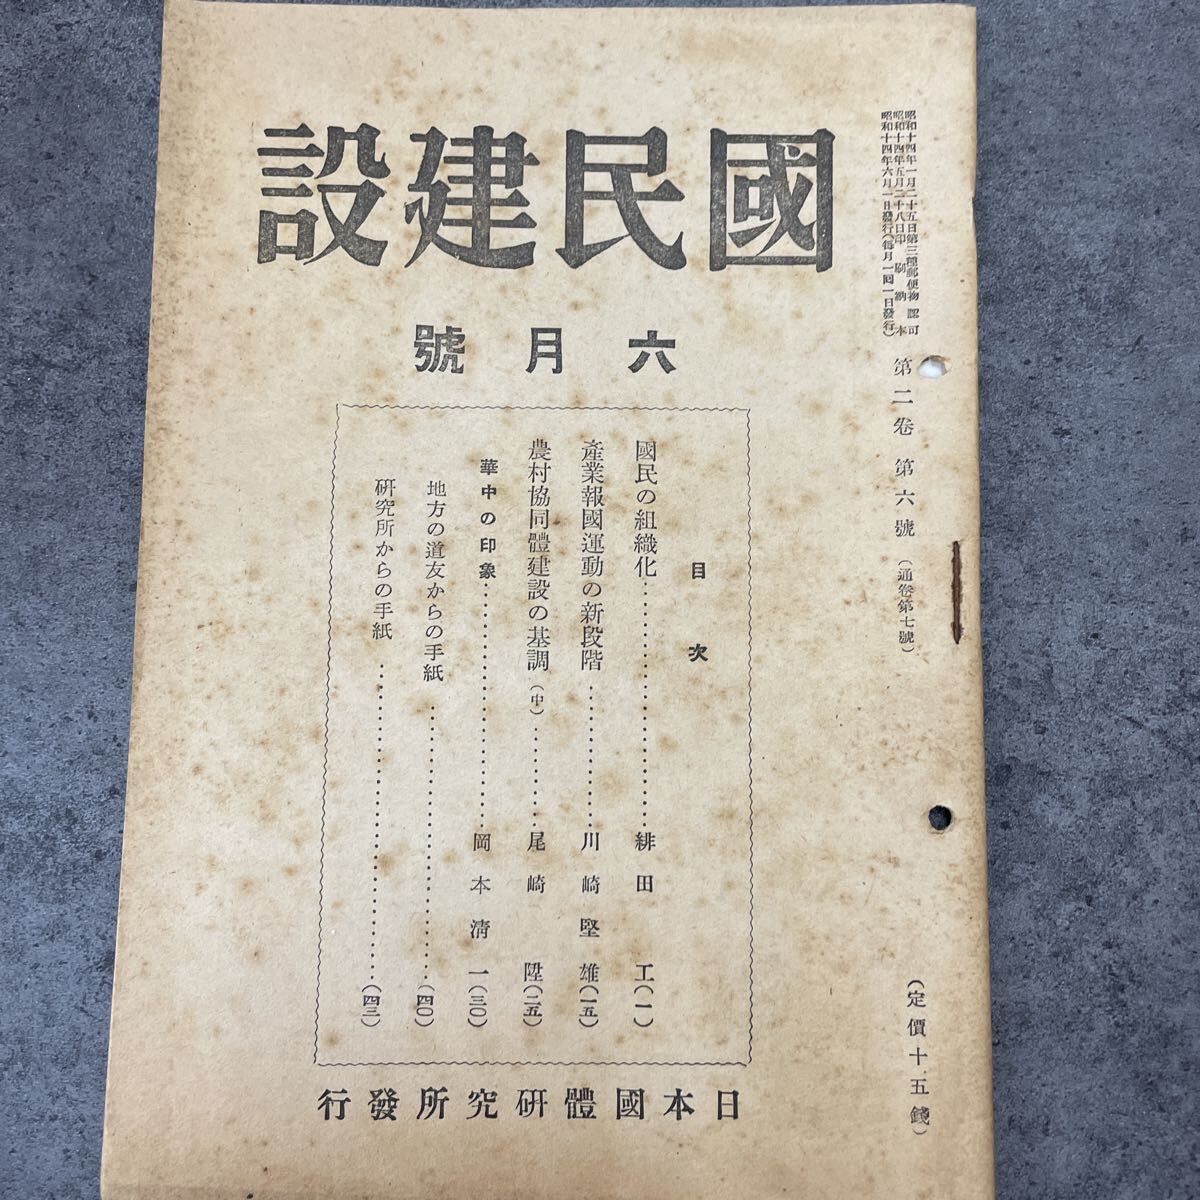 昭和十四年一月二十五日第三種郵便物認可
昭和十四年五月二十八日印刷納本
昭和十四年六月一日發行(每月一回一日發行)
第二卷 第六號 (通卷第七號)
(定價十五錢)
國民建設
六月號
目次
國民の組織化……………………緋田工(一)
產業報國運動の新段階……………川崎堅雄(一五)
農村協同體建設の基調(中)………尾崎陞(二五)
華中の印象……………………岡本淸一(三〇)
地方の道友からの手紙……………………(四〇)
硏究所からの手紙……………………(四三)
日本國體硏究所發行